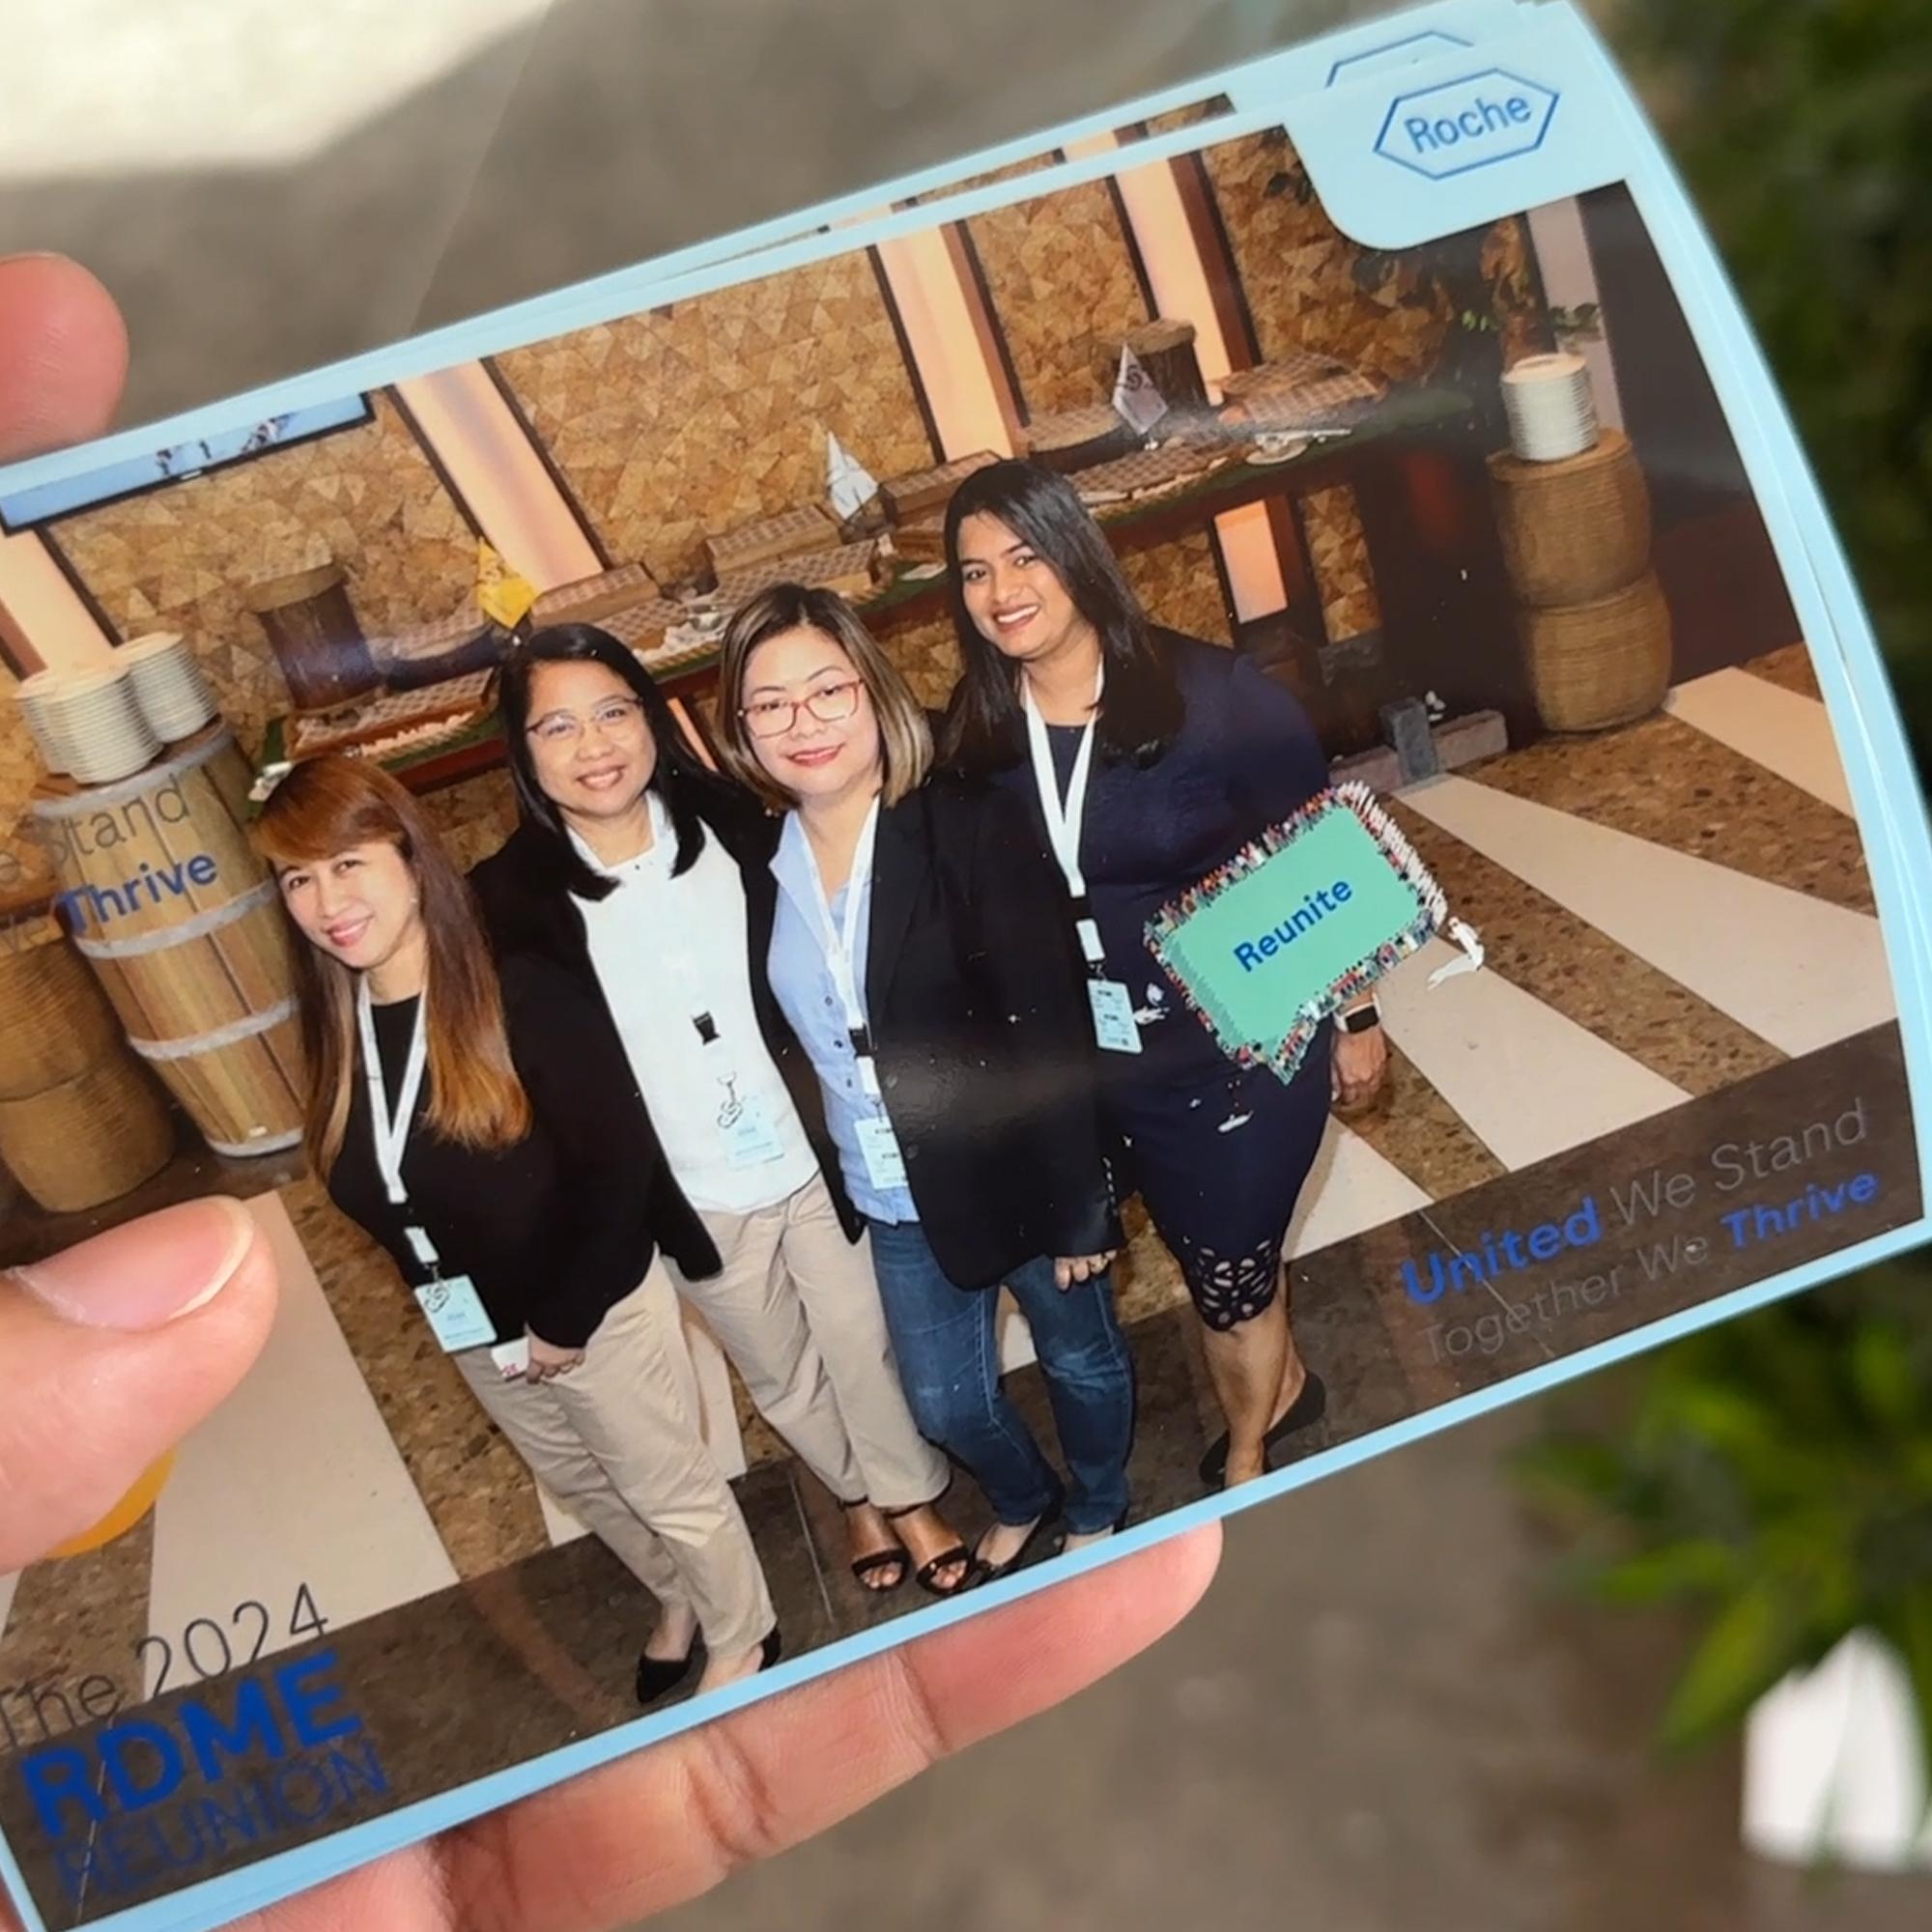 Roche
e Stand
Thrive
Reunite
United We Stand
Together We Thrive
The 2024
RDME
REUNION